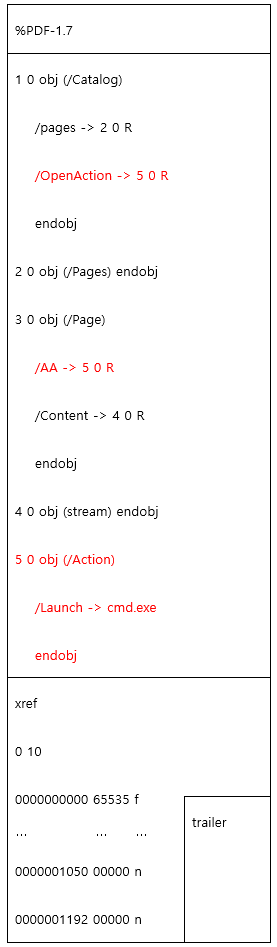 %PDF-1.7
1 0 obj (/Catalog)
/pages -> 2 0 R
/OpenAction -> 5 0 R
endobj
2 0 obj (/Pages) endobj
3 0 obj (/Page)
/AA -> 5 0 R
/Content -> 4 0 R
endobj
4 0 obj (stream) endobj
5 0 obj (/Action)
/Launch -> cmd.exe
endobj
xref
0 10
0000000000 65535 f
... ... ...
0000001050 00000 n
0000001192 00000 n
trailer